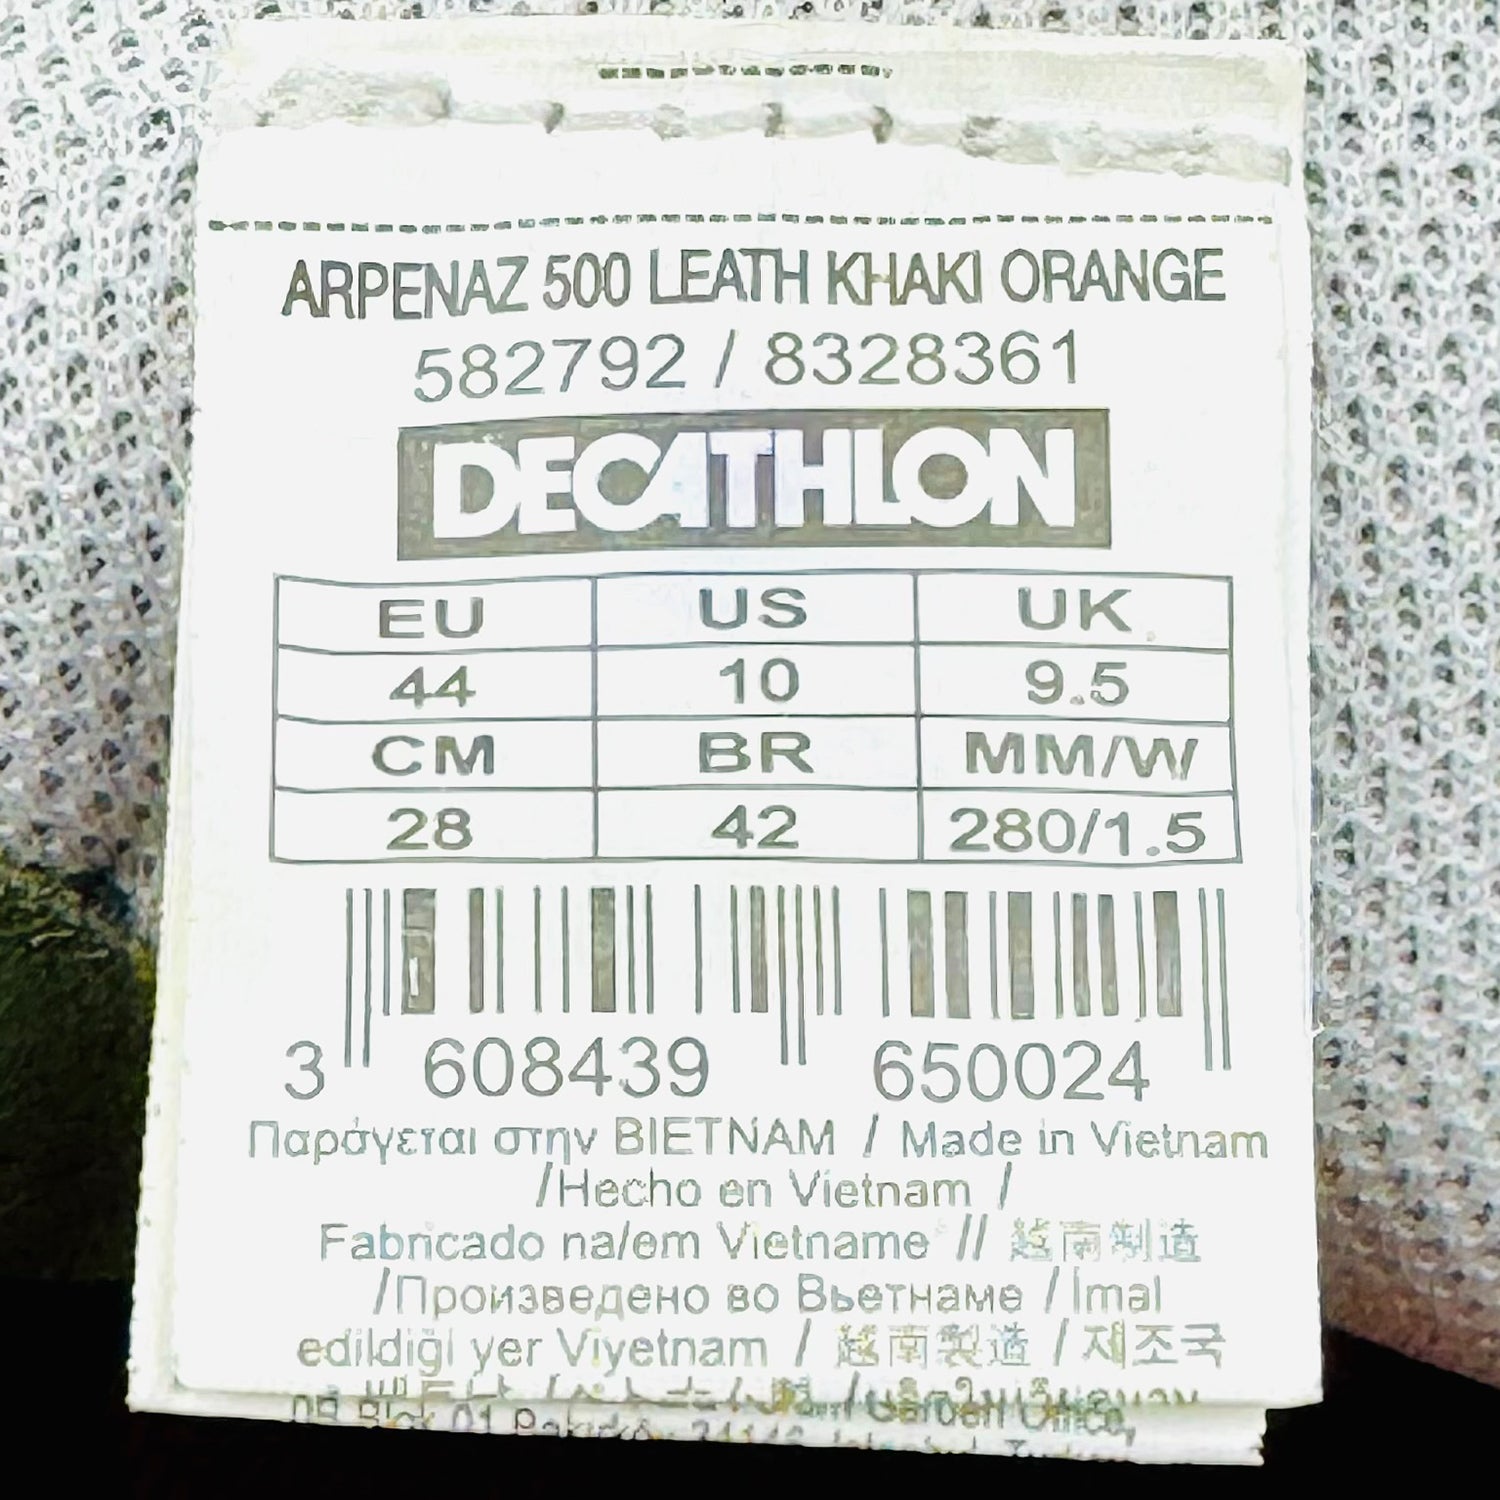 ARPENAZ 500 LEATH KHAKI ORANGE
582792 / 8328361
DECATHLON
EU US UK
44 10 9.5
CM BR MM/W
28 42 280/1.5
3 608439 650024
Παράγεται στην ΒΙΕΤΝΑΜ / Made in Vietnam
/Hecho en Vietnam /
Fabricado na/em Vietname // 越南制造
/Произведено во Вьетнаме / İmal
edildiği yer Viyetnam / 越南製造 / 제조국